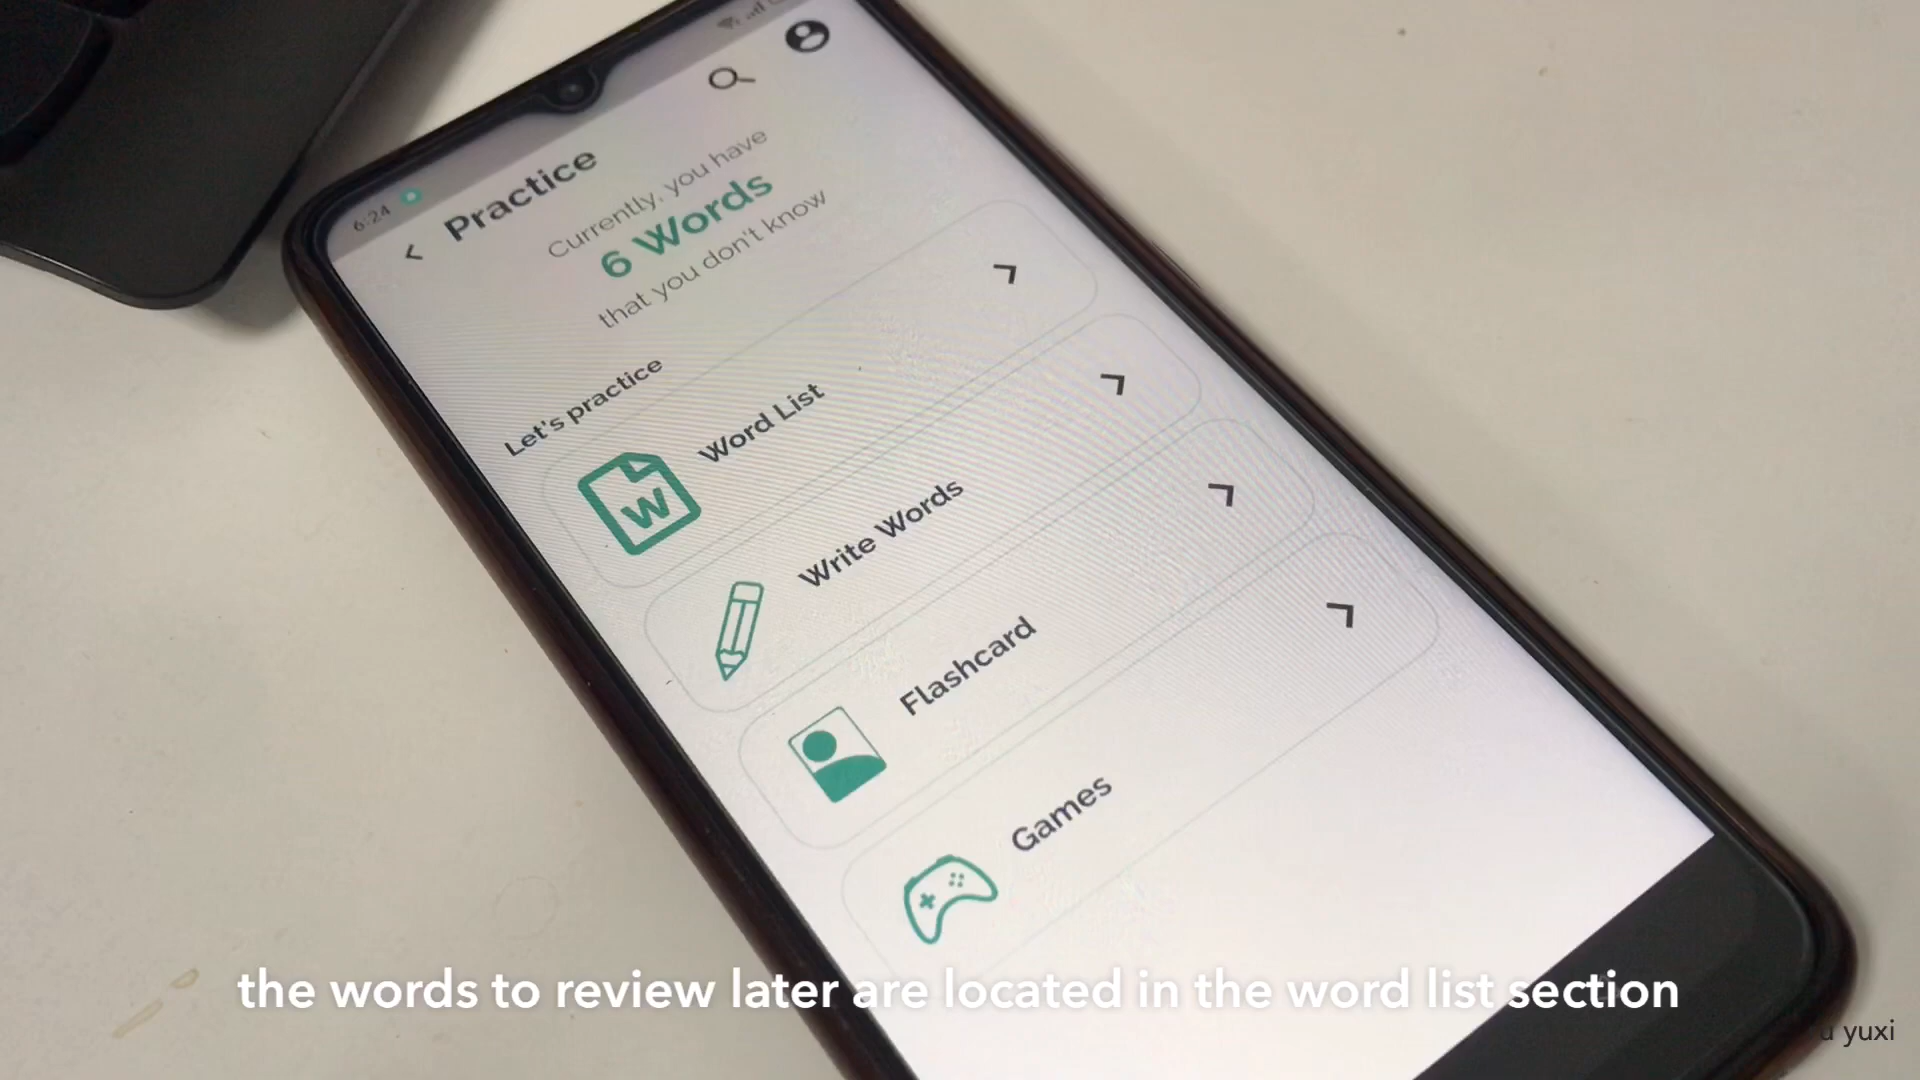 6:24
Practice
Currently, you have
6 Words
that you don't know
Let's practice
Word List
W
Write Words
Flashcard
Games
the words to review later are located in the word list section
yuxi